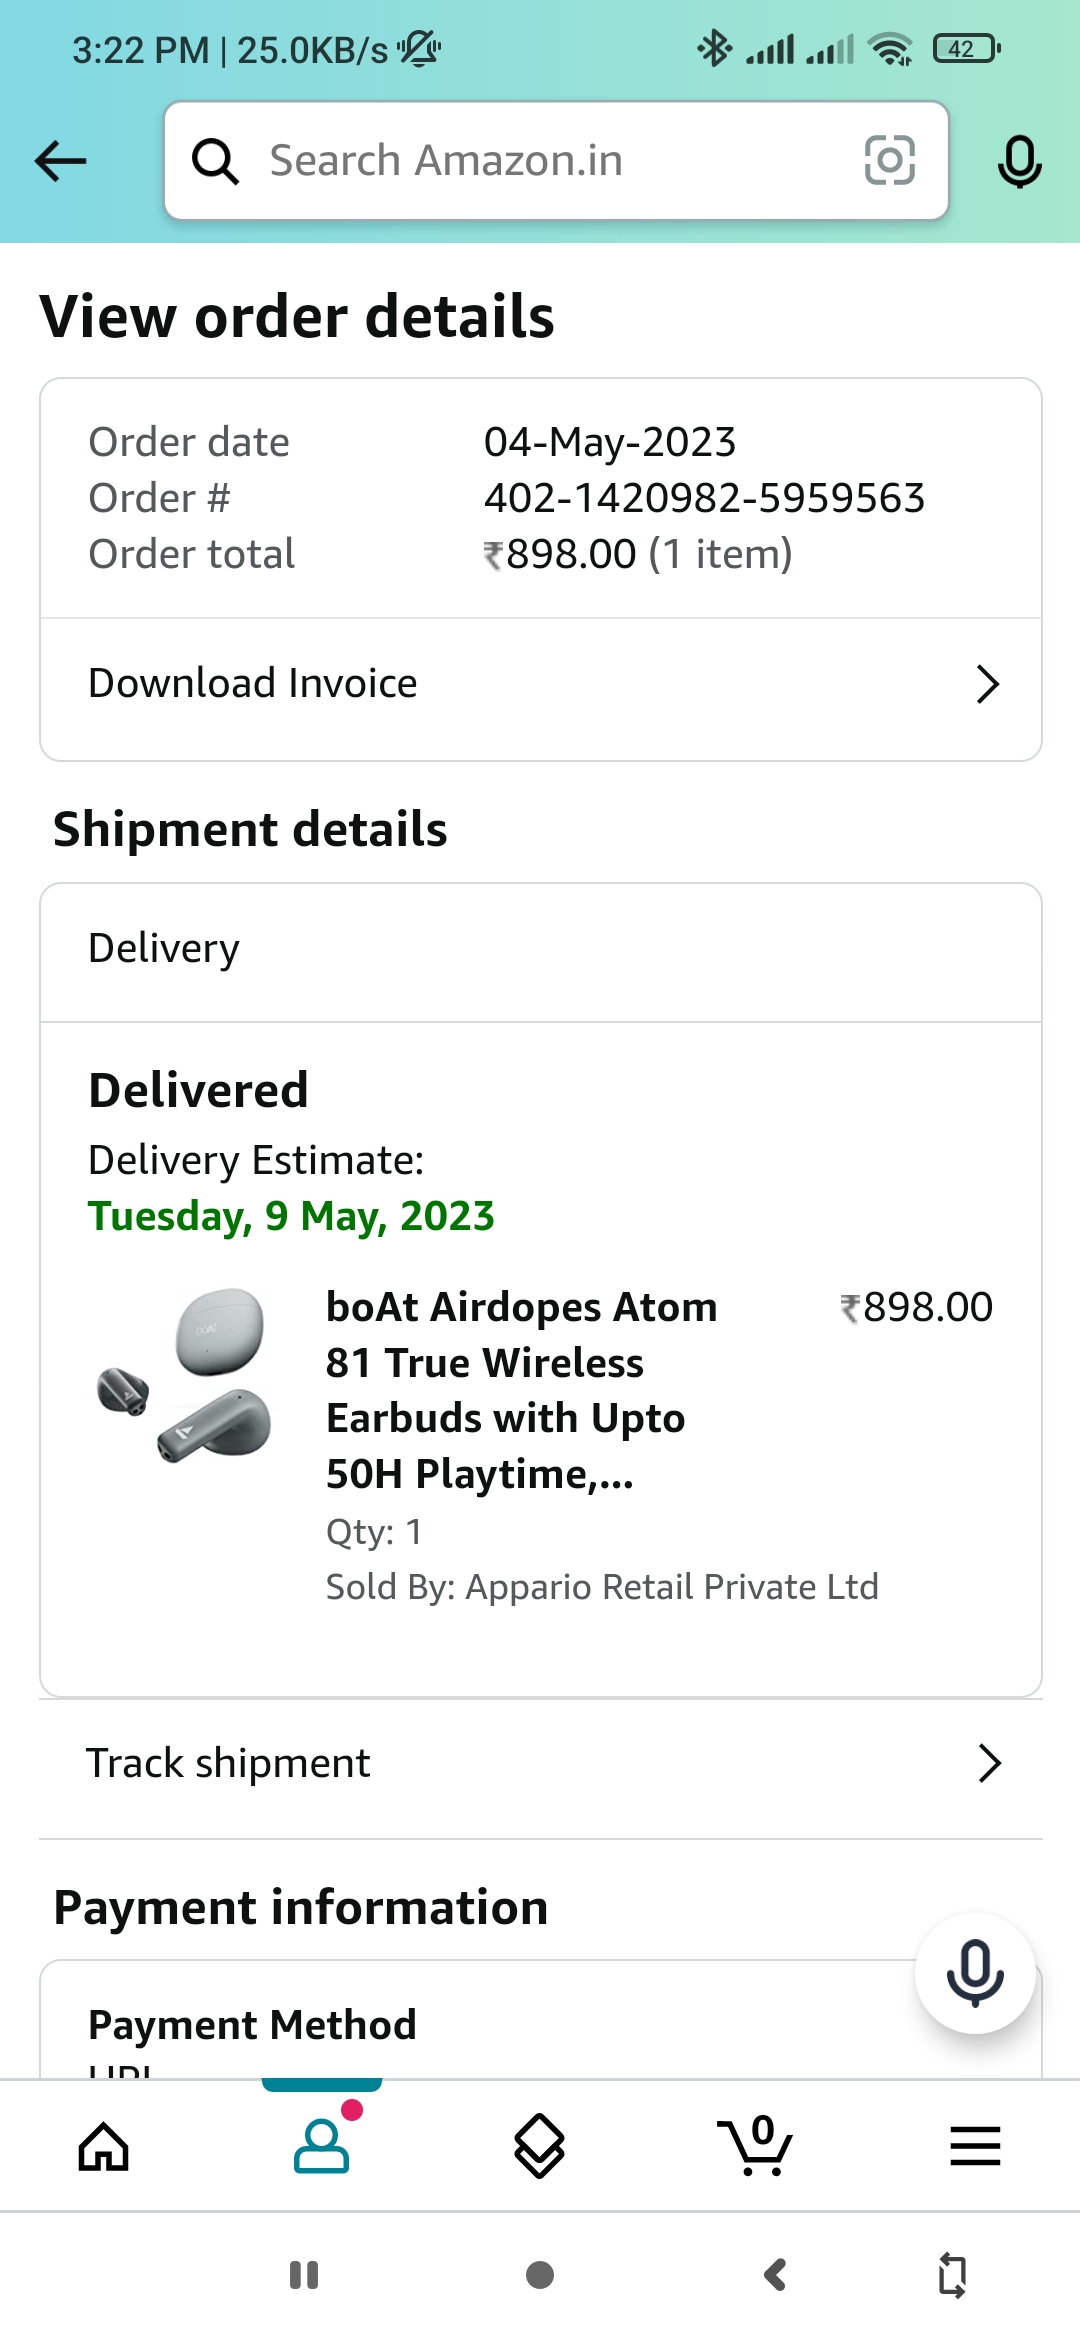 3:22 PM | 25.0KB/s
42
Search Amazon.in
View order details
Order date 04-May-2023
Order # 402-1420982-5959563
Order total ₹898.00 (1 item)
Download Invoice
Shipment details
Delivery
Delivered
Delivery Estimate:
Tuesday, 9 May, 2023
boAt Airdopes Atom ₹898.00
81 True Wireless
Earbuds with Upto
50H Playtime,...
Qty: 1
Sold By: Appario Retail Private Ltd
Track shipment
Payment information
Payment Method
UPI
0